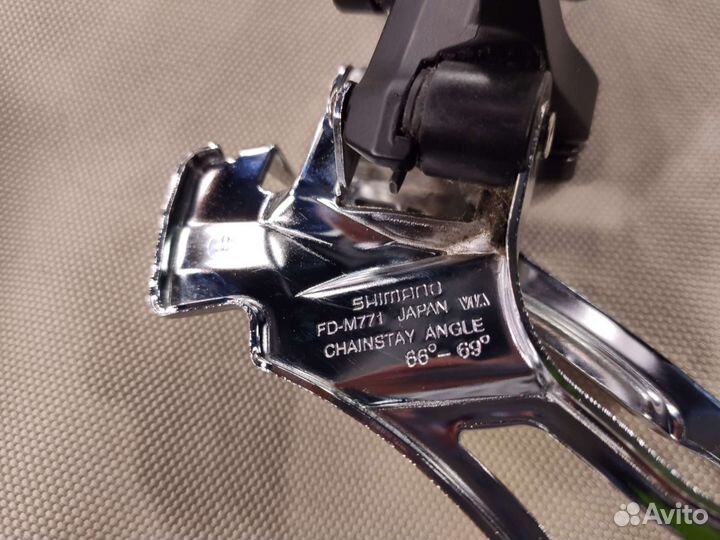 SHIMANO
FD-M771 JAPAN
CHAINSTAY ANGLE
66°-69°
Avito